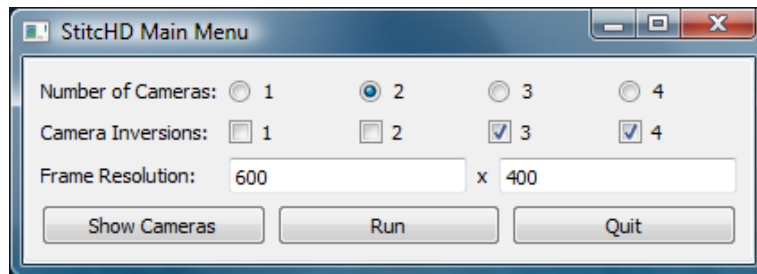 StitcHD Main Menu
Number of Cameras: 1 2 3 4
Camera Inversions: 1 2 3 4
Frame Resolution: 600 x 400
Show Cameras Run Quit